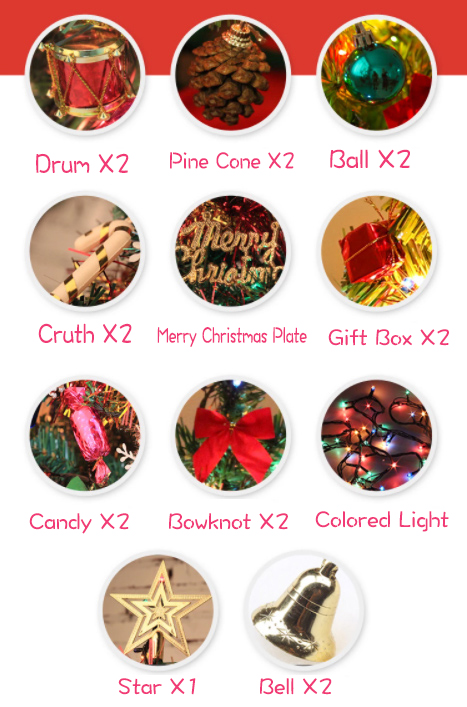 Drum X2
Pine Cone X2
Ball X2
Merry
Christm
Cruth X2
Merry Christmas Plate
Gift Box X2
Candy X2
Bowknot X2
Colored Light
Star X1
Bell X2